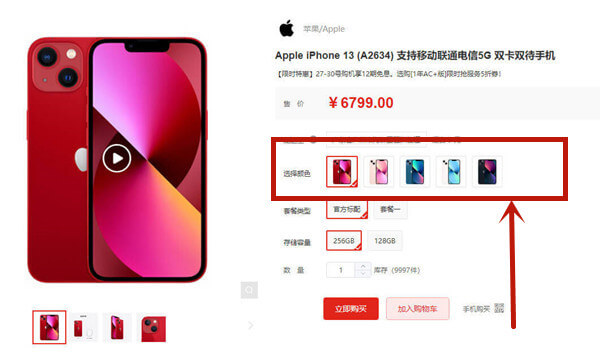 苹果/Apple
Apple iPhone 13 (A2634) 支持移动联通电信5G 双卡双待手机
【限时特惠】27-30号购机享12期免息，选购[1年AC+版]限时抢服务5折券！
售 价
￥6799.00
选择颜色
套餐类型
官方标配
套餐一
存储容量
256GB
128GB
数 量
1
库存（9997件）
立即购买
加入购物车
手机购买